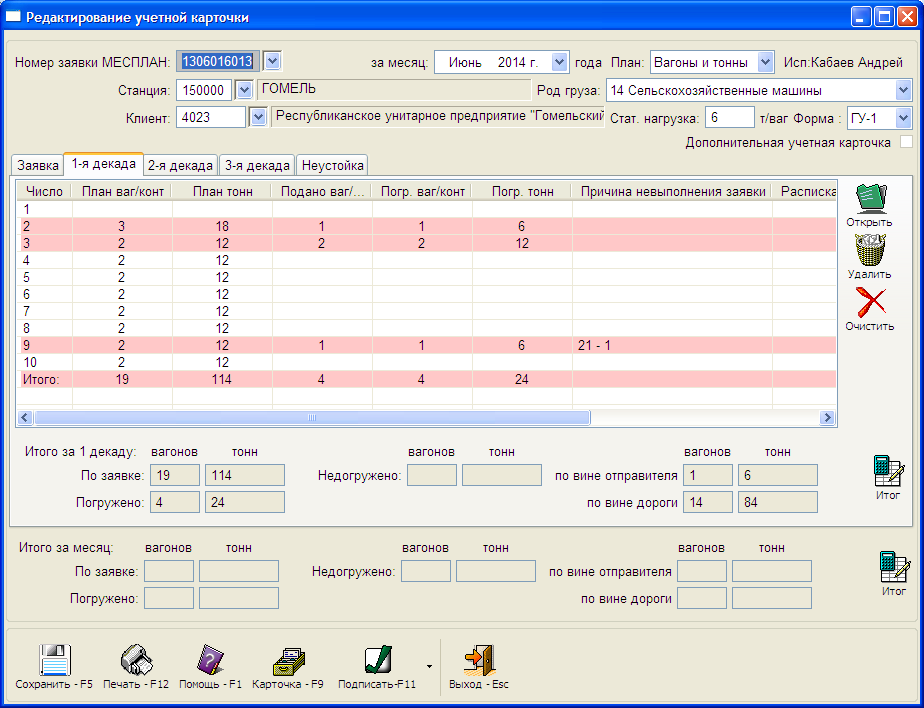 Редактирование учетной карточки
Номер заявки МЕСПЛАН: 1306016013 за месяц: Июнь 2014 г. года План: Вагоны и тонны Исп:Кабаев Андрей
Станция: 150000 ГОМЕЛЬ Род груза: 14 Сельскохозяйственные машины
Клиент: 4023 Республиканское унитарное предприятие "Гомельский Стат. нагрузка: 6 т/ваг Форма : ГУ-1
Дополнительная учетная карточка
Заявка 1-я декада 2-я декада 3-я декада Неустойка
Число План ваг/конт План тонн Подано ваг/... Погр. ваг/конт Погр. тонн Причина невыполения заявки Расписка
1
2 3 18 1 1 6
3 2 12 2 2 12
4 2 12
5 2 12
6 2 12
7 2 12
8 2 12
9 2 12 1 1 6 21 - 1
10 2 12
Итого: 19 114 4 4 24
Открыть
Удалить
Очистить
Итого за 1 декаду: вагонов тонн вагонов тонн вагонов тонн
По заявке: 19 114 Недогружено: по вине отправителя 1 6
Погружено: 4 24 по вине дороги 14 84
Итог
Итого за месяц: вагонов тонн вагонов тонн вагонов тонн
По заявке: Недогружено: по вине отправителя
Погружено: по вине дороги
Итог
Сохранить - F5 Печать - F12 Помощь - F1 Карточка - F9 Подписать-F11 Выход - Esc